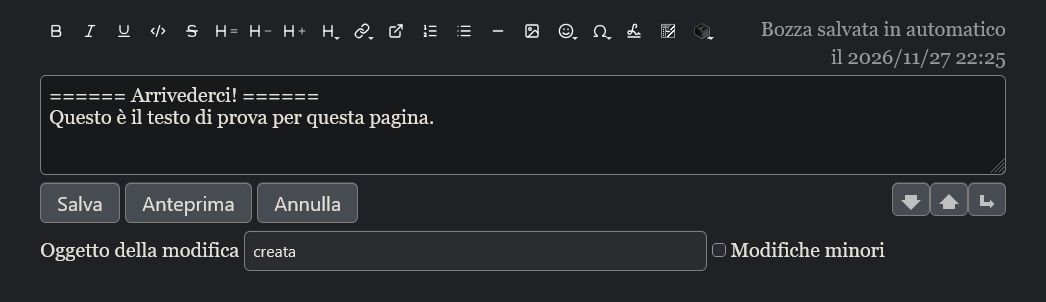 B I U </> S H= H- H+ H
Bozza salvata in automatico
il 2026/11/27 22:25
====== Arrivederci! ======
Questo è il testo di prova per questa pagina.
Salva Anteprima Annulla
Oggetto della modifica creata Modifiche minori